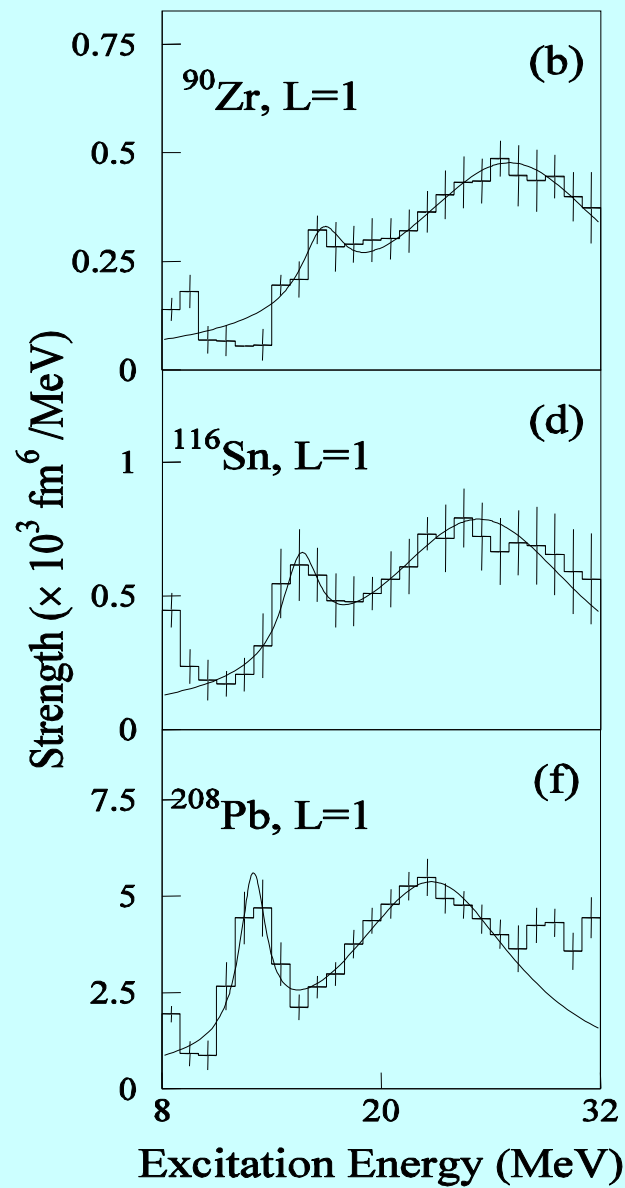 0.75
(b)
⁹⁰Zr, L=1
0.5
0.25
0
(d)
¹¹⁶Sn, L=1
1
0.5
0
(f)
²⁰⁸Pb, L=1
7.5
5
2.5
0
8 20 32
Excitation Energy (MeV)
Strength (× 10³ fm⁶ /MeV)